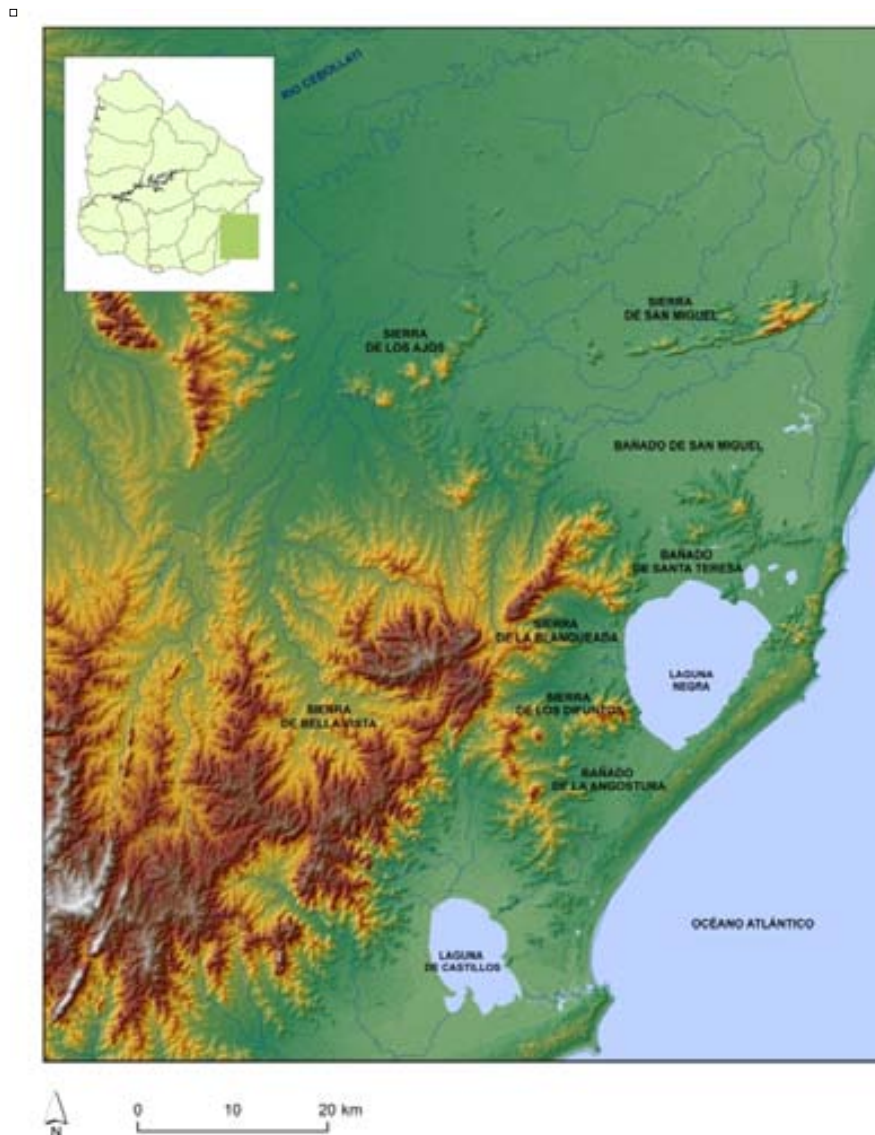 RIO CEBOLLATI
SIERRA
DE SAN MIGUEL
SIERRA
DE LOS AJOS
BAÑADO DE SAN MIGUEL
BAÑADO
DE SANTA TERESA
SIERRA
DE LA BLANQUEADA
LAGUNA
NEGRA
SIERRA
DE LOS DIFUNTOS
SIERRA
DE BELLA VISTA
BAÑADO
DE LA ANGOSTURA
OCÉANO ATLÁNTICO
LAGUNA
DE CASTILLOS
N
0 10 20 km